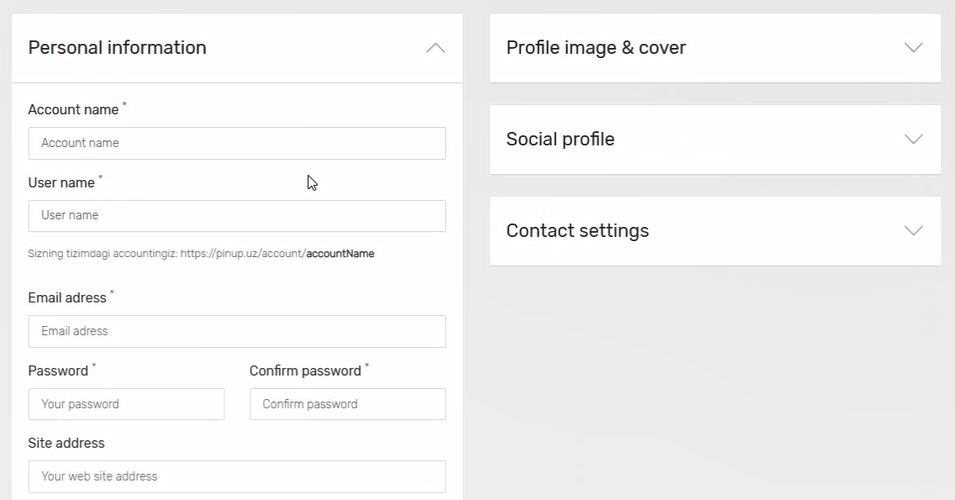 Personal information
Account name *
Account name
User name *
User name
Sizning tizimdagi accountingiz: https://pinup.uz/account/accountName
Email adress *
Email adress
Password *
Confirm password *
Your password
Confirm password
Site address
Your web site address
Profile image & cover
Social profile
Contact settings